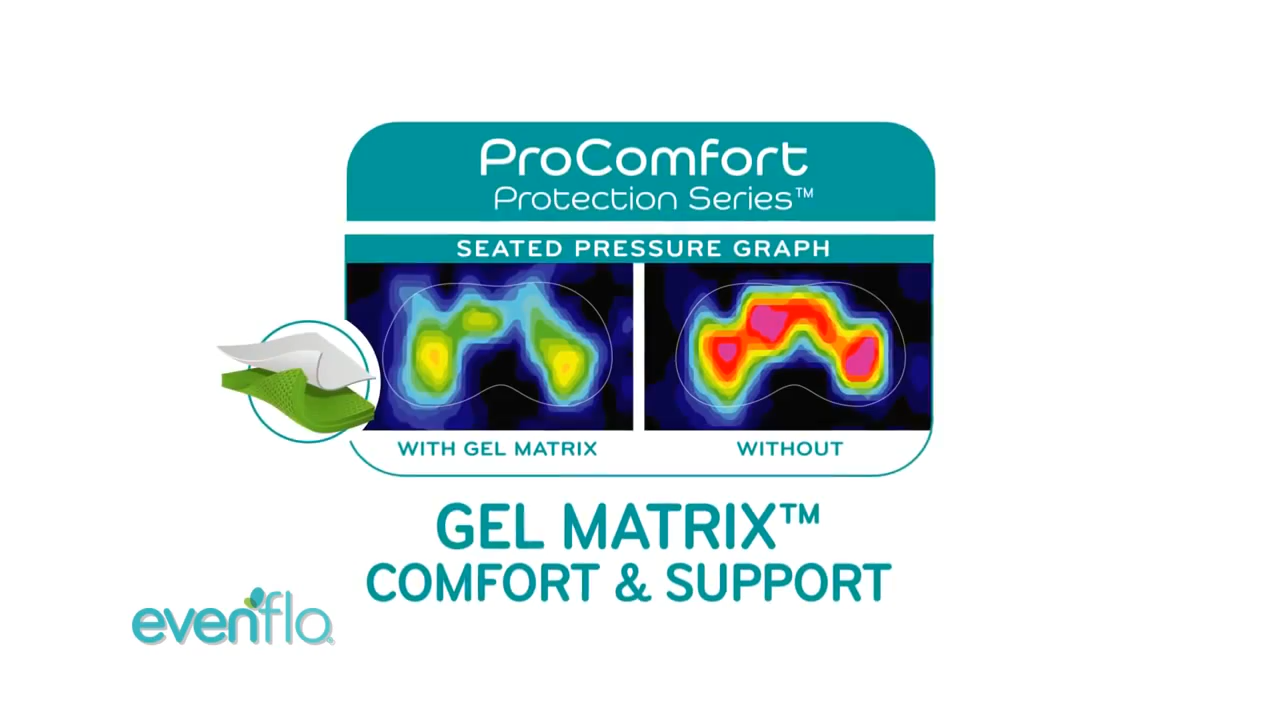 ProComfort
Protection Series™
SEATED PRESSURE GRAPH
WITH GEL MATRIX
WITHOUT
GEL MATRIX™
COMFORT & SUPPORT
evenflo